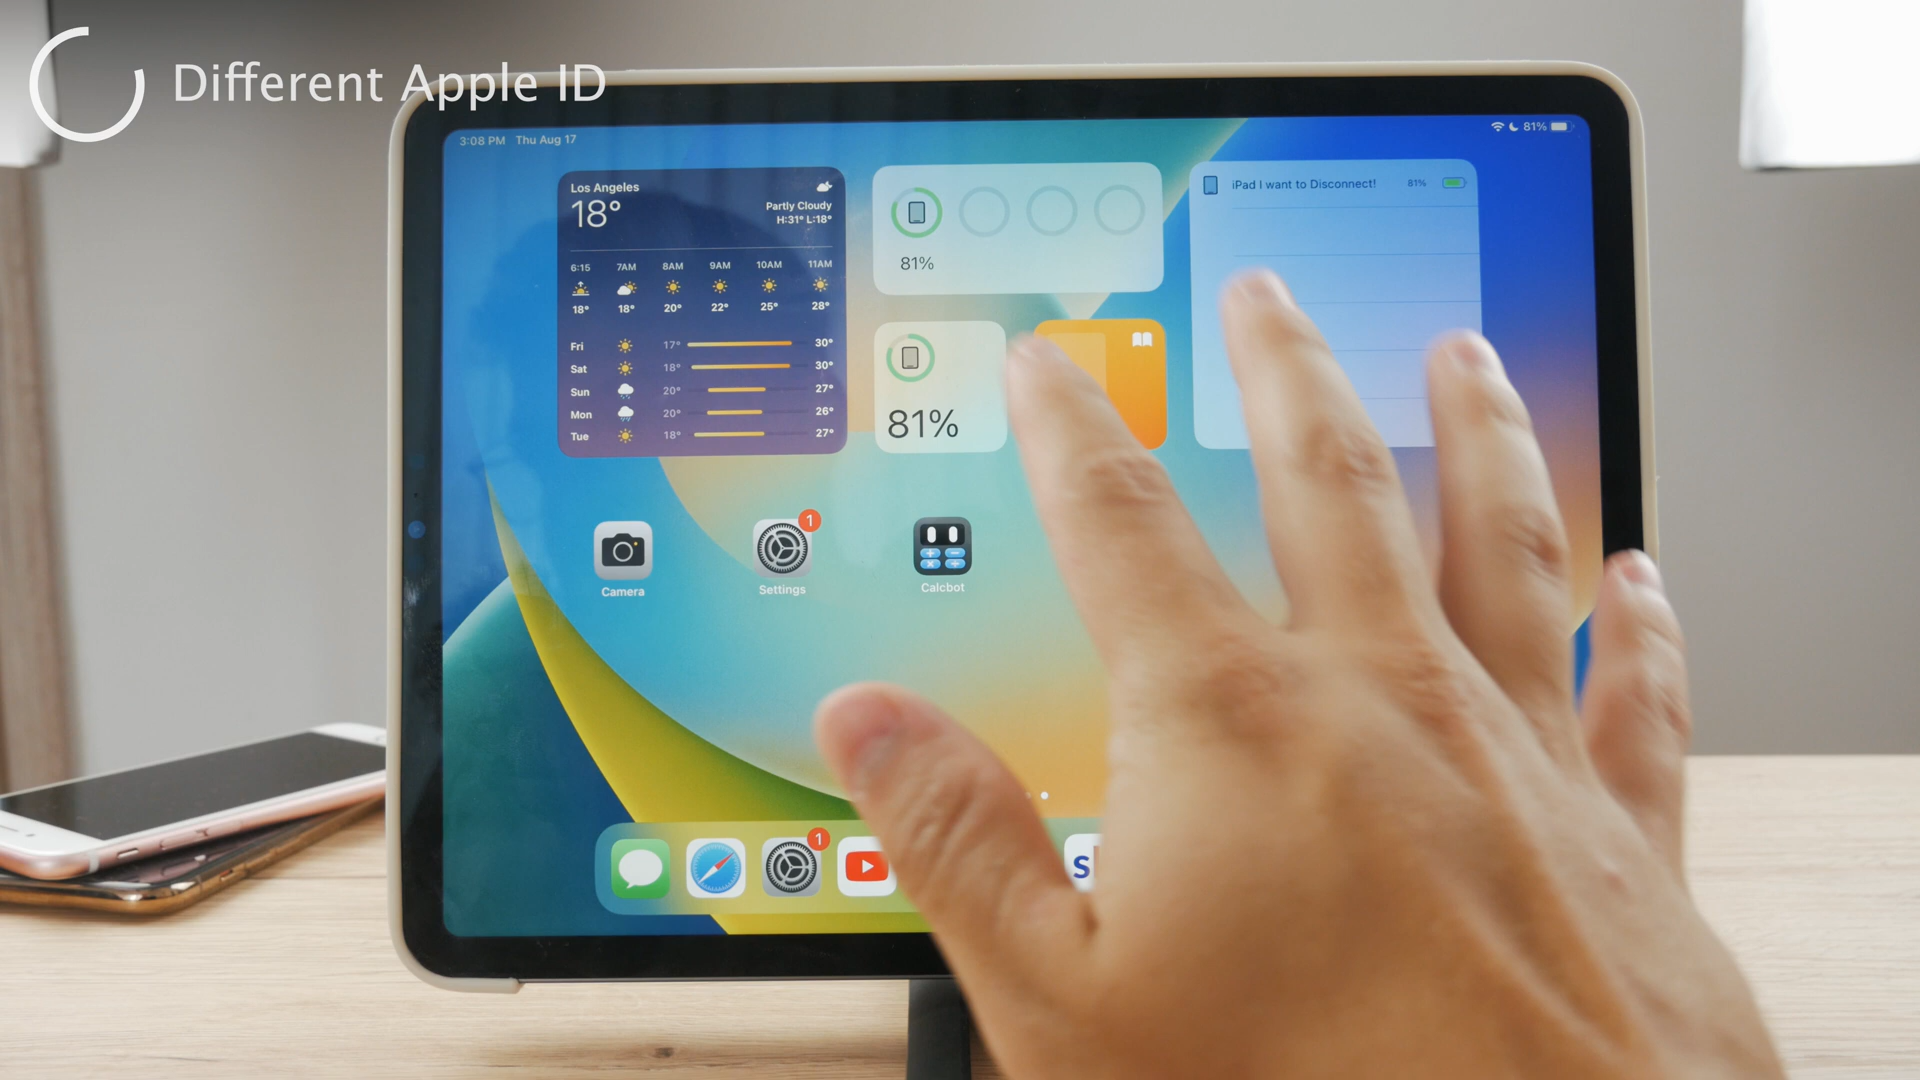 Different Apple ID
3:08 PM Thu Aug 17
81%
Los Angeles
18°
Partly Cloudy
H:31° L:18°
6:15 7AM 8AM 9AM 10AM 11AM
18° 18° 20° 22° 25° 28°
Fri 17° 30°
Sat 18° 30°
Sun 20° 27°
Mon 20° 26°
Tue 18° 27°
81%
81%
iPad I want to Disconnect! 81%
Camera
Settings
1
Calcbot
1
S